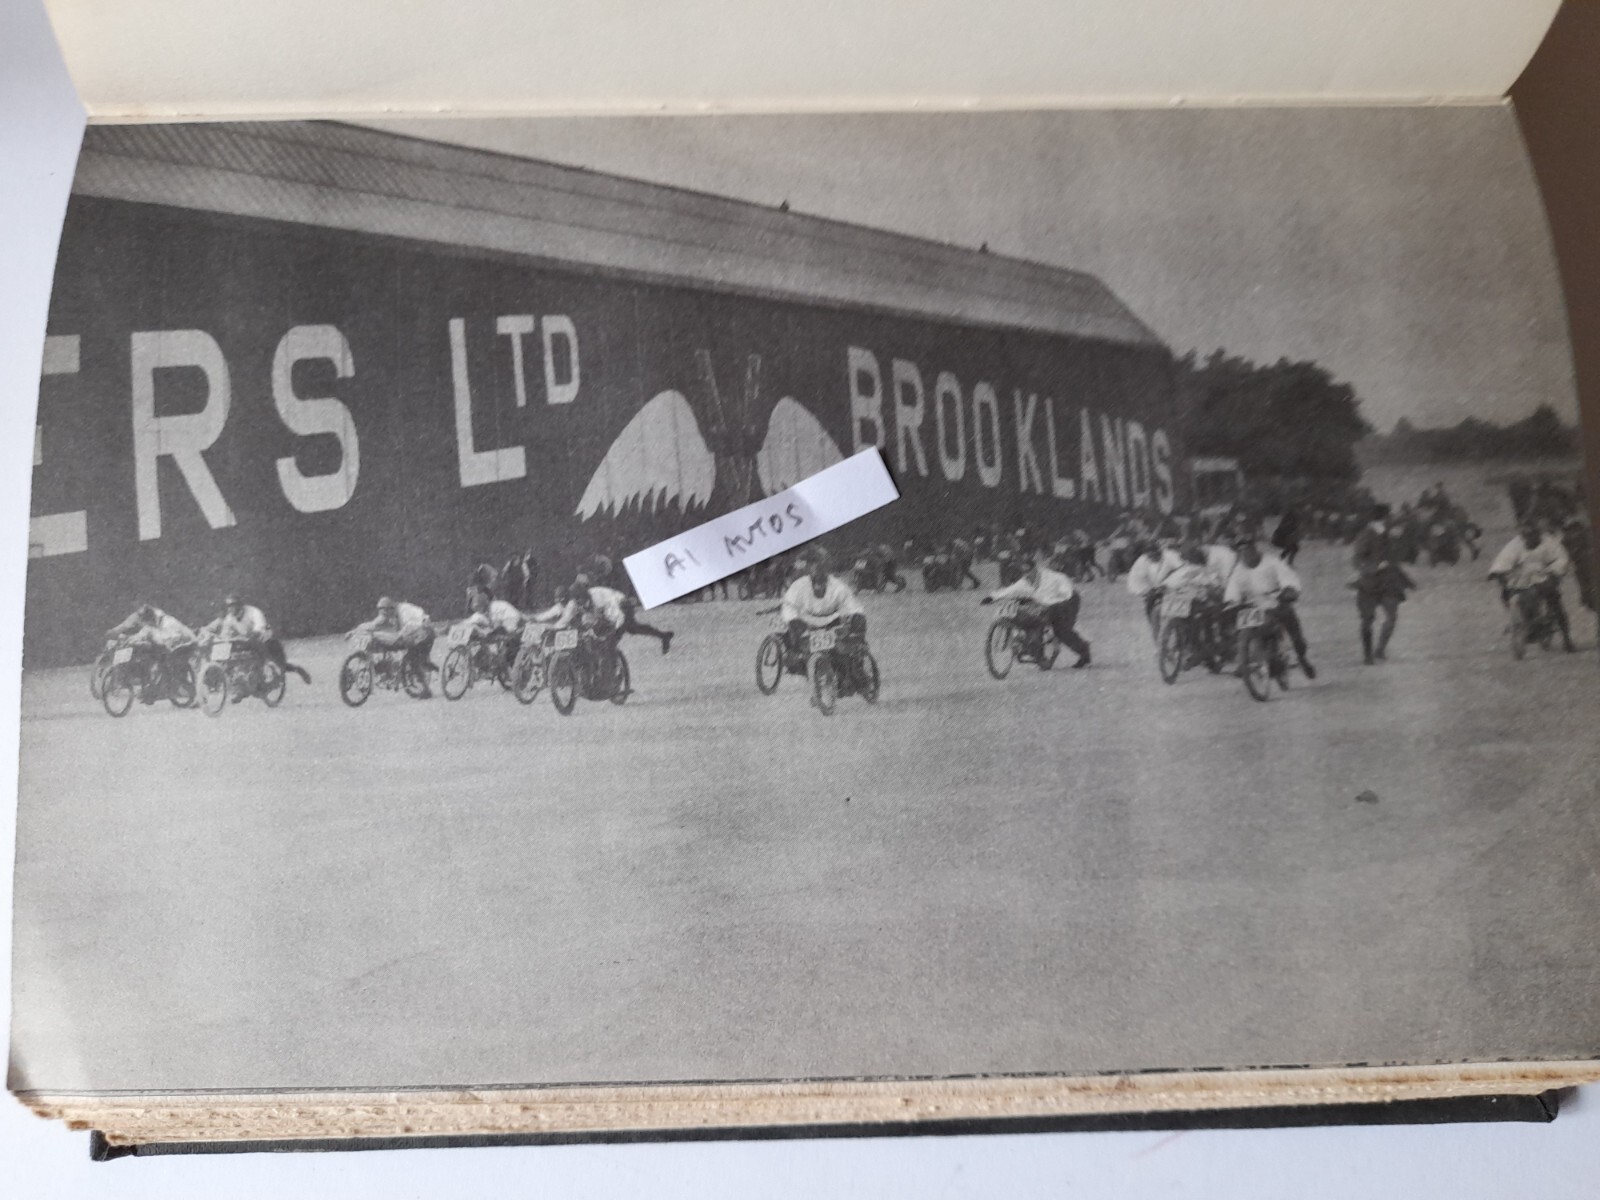 ERS LTD BROOKLANDS
A1 AUTOS